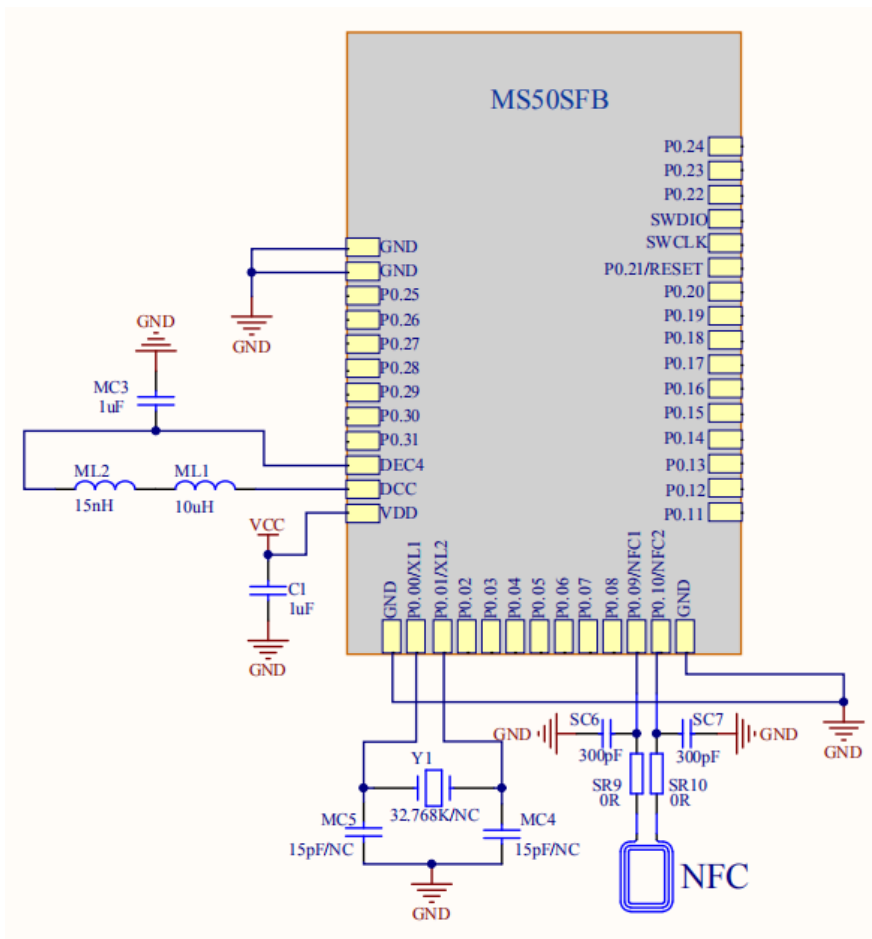 MS50SFB
P0.24
P0.23
P0.22
SWDIO
SWCLK
P0.21/RESET
P0.20
P0.19
P0.18
P0.17
P0.16
P0.15
P0.14
P0.13
P0.12
P0.11
GND
GND
P0.25
P0.26
P0.27
P0.28
P0.29
P0.30
P0.31
DEC4
DCC
VDD
GND
GND
MC3
1uF
ML2
15nH
ML1
10uH
VCC
C1
1uF
GND
GND
P0.00/XL1
P0.01/XL2
P0.02
P0.03
P0.04
P0.05
P0.06
P0.07
P0.08
P0.09/NFC1
P0.10/NFC2
GND
GND
SC6
300pF
SC7
300pF
GND
GND
SR9
0R
SR10
0R
NFC
Y1
32.768K/NC
MC5
15pF/NC
MC4
15pF/NC
GND